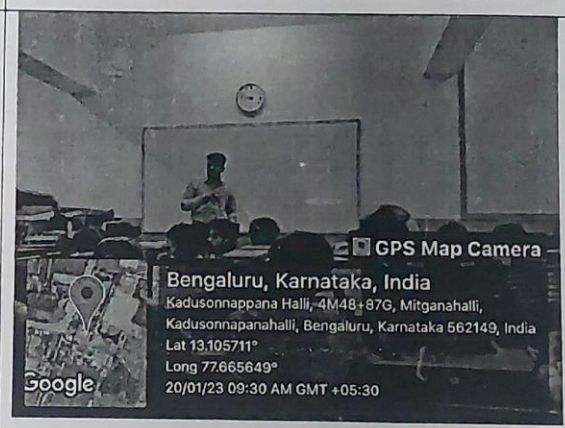 GPS Map Camera
Bengaluru, Karnataka, India
Kadusonnappana Halli, 4M48+87G, Mitganahalli,
Kadusonnapanahalli, Bengaluru, Karnataka 562149, India
Lat 13.105711°
Long 77.665649°
20/01/23 09:30 AM GMT +05:30
Google